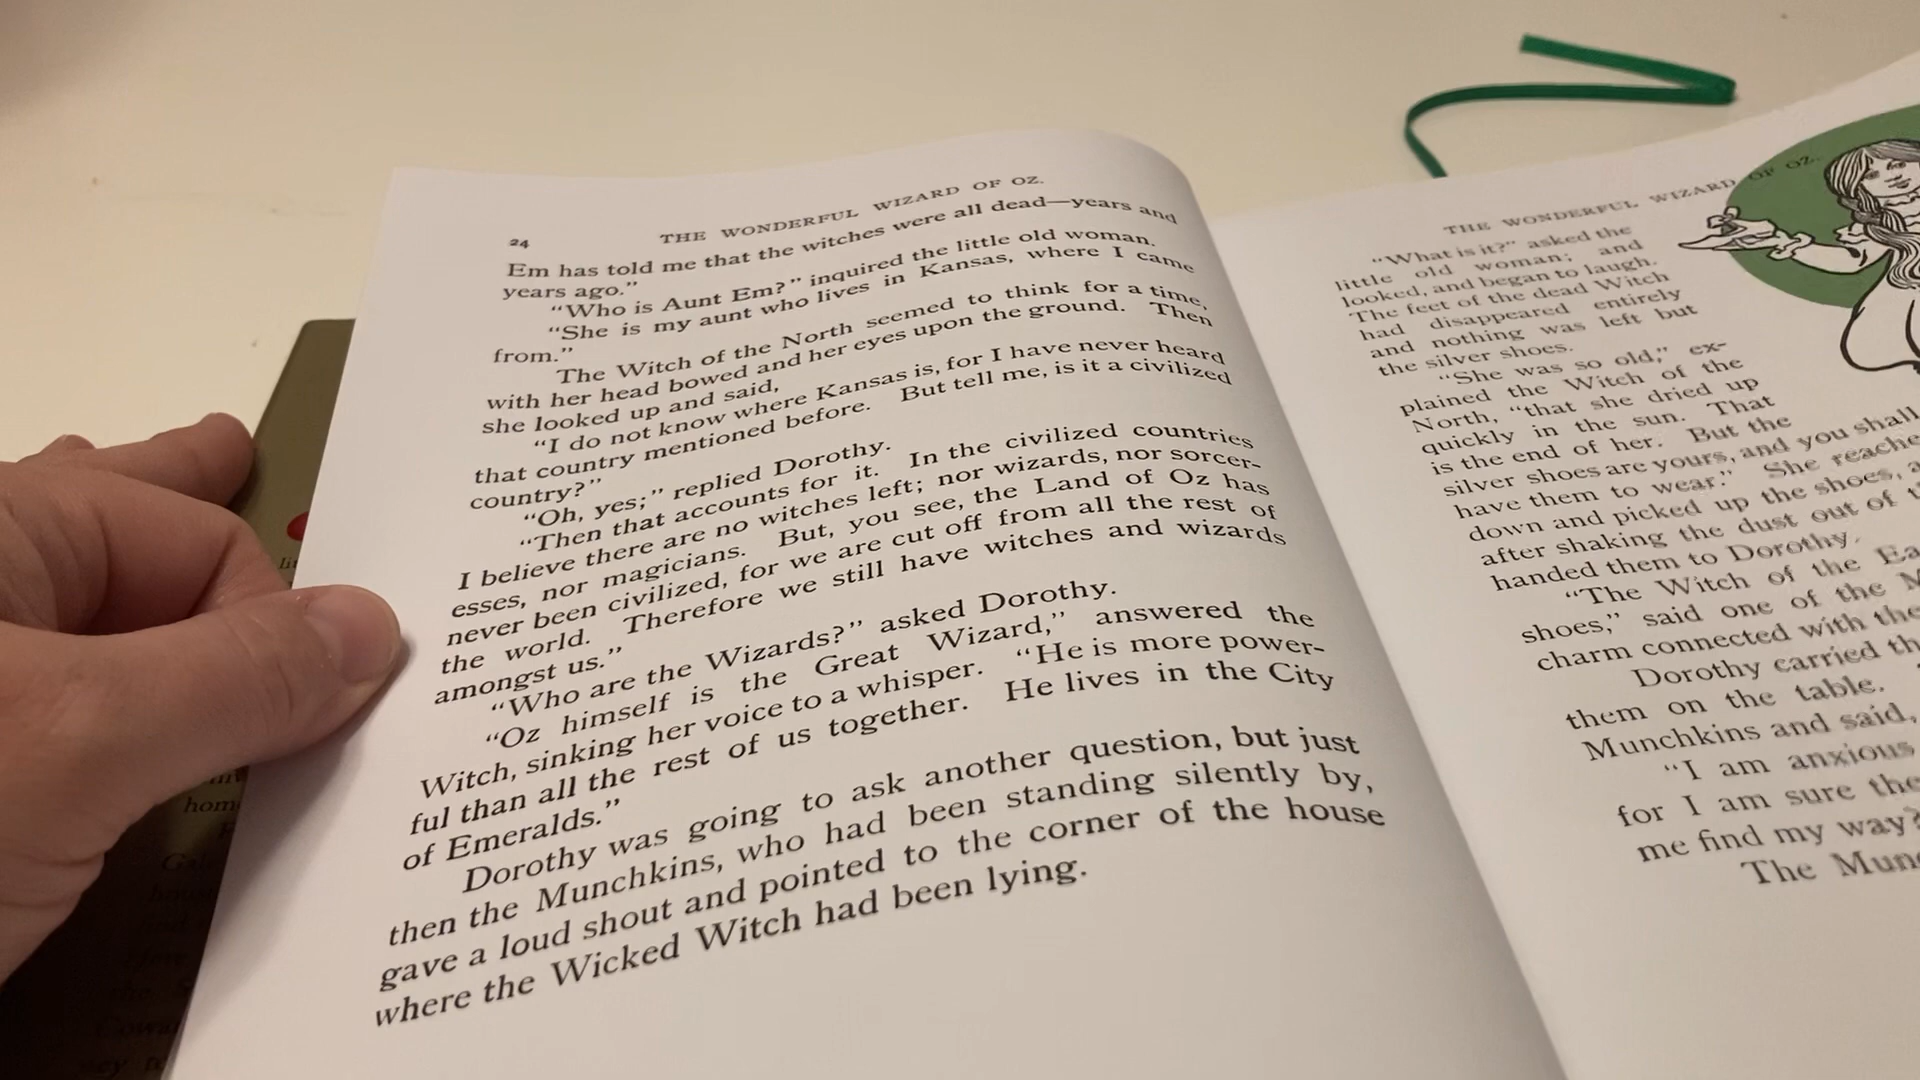 24
THE WONDERFUL WIZARD OF OZ.
Em has told me that the witches were all dead—years and
years ago."
"Who is Aunt Em?" inquired the little old woman.
"She is my aunt who lives in Kansas, where I came
from."
The Witch of the North seemed to think for a time,
with her head bowed and her eyes upon the ground. Then
she looked up and said,
"I do not know where Kansas is, for I have never heard
that country mentioned before. But tell me, is it a civilized
country?"
"Oh, yes;" replied Dorothy.
"Then that accounts for it. In the civilized countries
I believe there are no witches left; nor wizards, nor sorcer-
esses, nor magicians. But, you see, the Land of Oz has
never been civilized, for we are cut off from all the rest of
the world. Therefore we still have witches and wizards
amongst us."
"Who are the Wizards?" asked Dorothy.
"Oz himself is the Great Wizard," answered the
Witch, sinking her voice to a whisper. "He is more power-
ful than all the rest of us together. He lives in the City
of Emeralds."
Dorothy was going to ask another question, but just
then the Munchkins, who had been standing silently by,
gave a loud shout and pointed to the corner of the house
where the Wicked Witch had been lying.
THE WONDERFUL WIZARD OF OZ.
"What is it?" asked the
little old woman; and
looked, and began to laugh.
The feet of the dead Witch
had disappeared entirely
and nothing was left but
the silver shoes.
"She was so old," ex-
plained the Witch of the
North, "that she dried up
quickly in the sun. That
is the end of her. But the
silver shoes are yours, and you shall
have them to wear." She reache
down and picked up the shoes, a
after shaking the dust out of
handed them to Dorothy.
"The Witch of the Ea
shoes," said one of the M
charm connected with the
Dorothy carried th
them on the table.
Munchkins and said,
"I am anxious
for I am sure the
me find my way?
The Mun